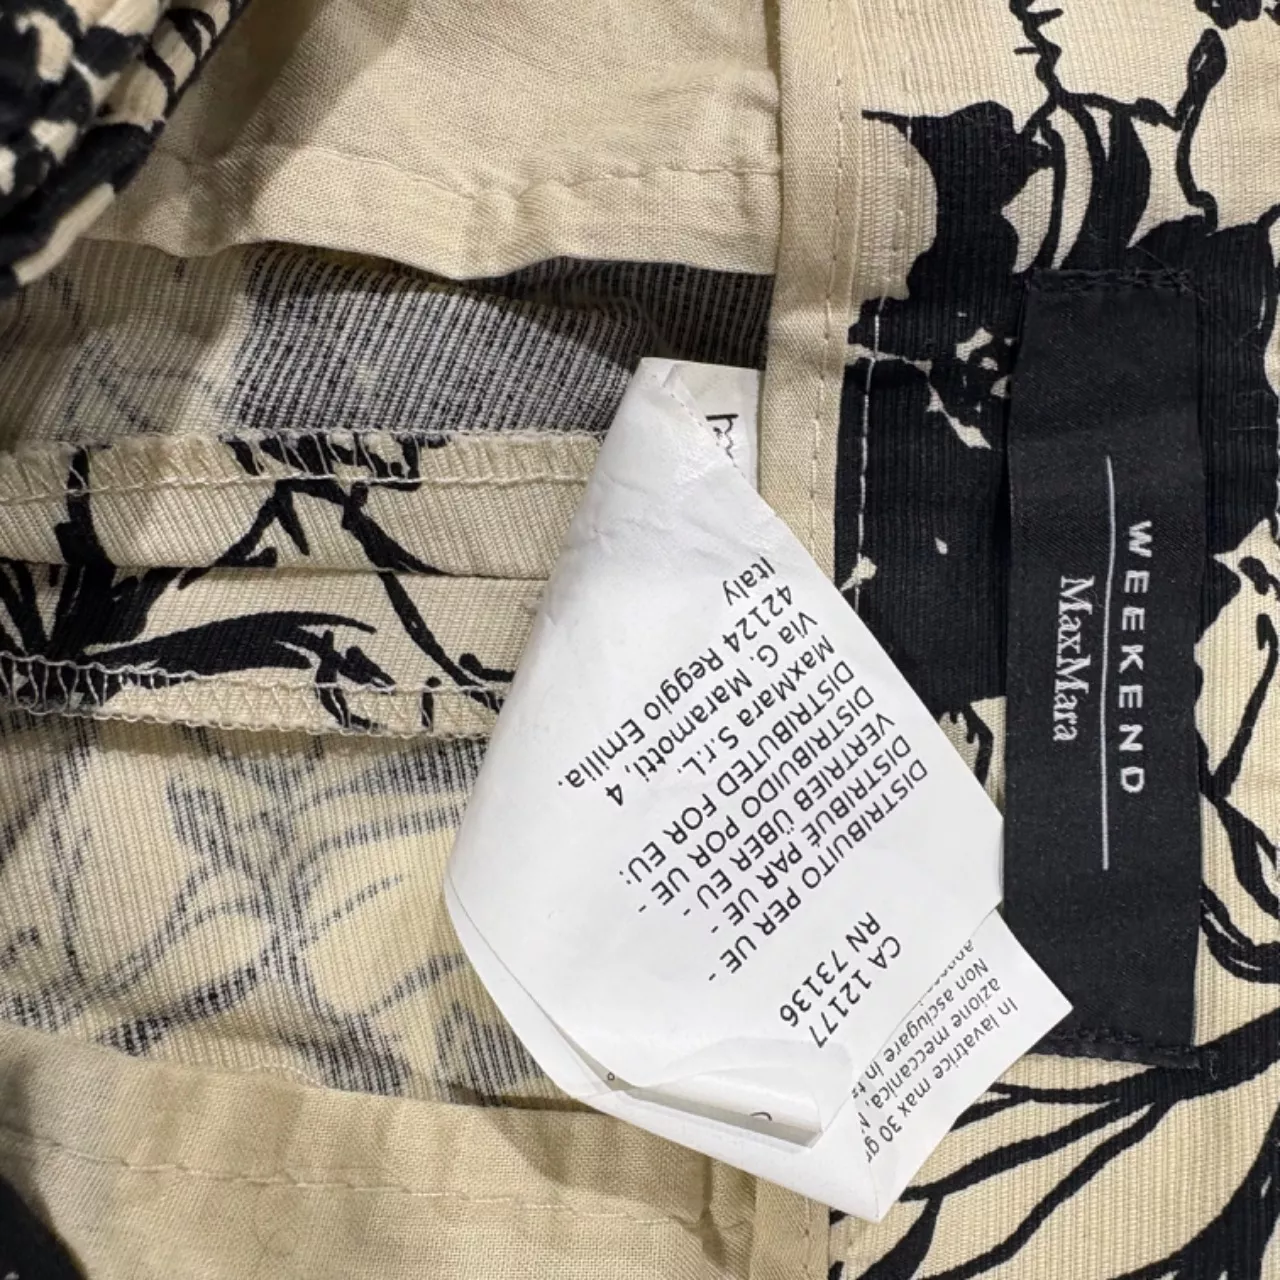 WEEKEND
MaxMara
CA 12177
RN 73136
DISTRIBUITO PER UE -
DISTRIBUÉ PAR UE -
VERTRIEB ÜBER EU -
DISTRIBUIDO POR UE -
DISTRIBUTED FOR EU:
MaxMara S.r.L.
Via G. Maramotti, 4
42124 Reggio Emilia.
Italy
In lavatrice max 30
azione meccanica.
Non asciugare in